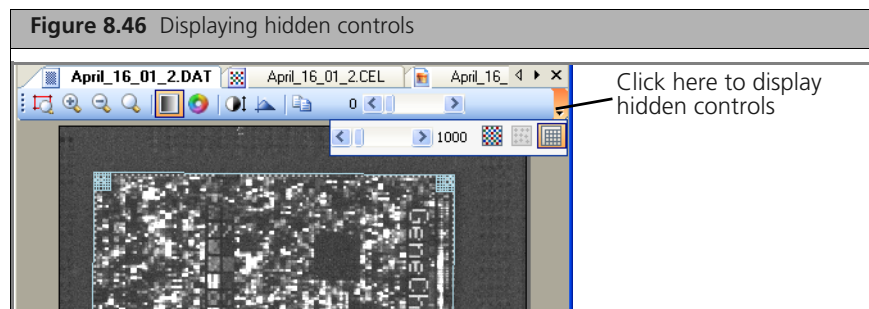 Figure 8.46 Displaying hidden controls
April_16_01_2.DAT April_16_01_2.CEL April_16_
Click here to display
hidden controls
0
1000
GeneCh